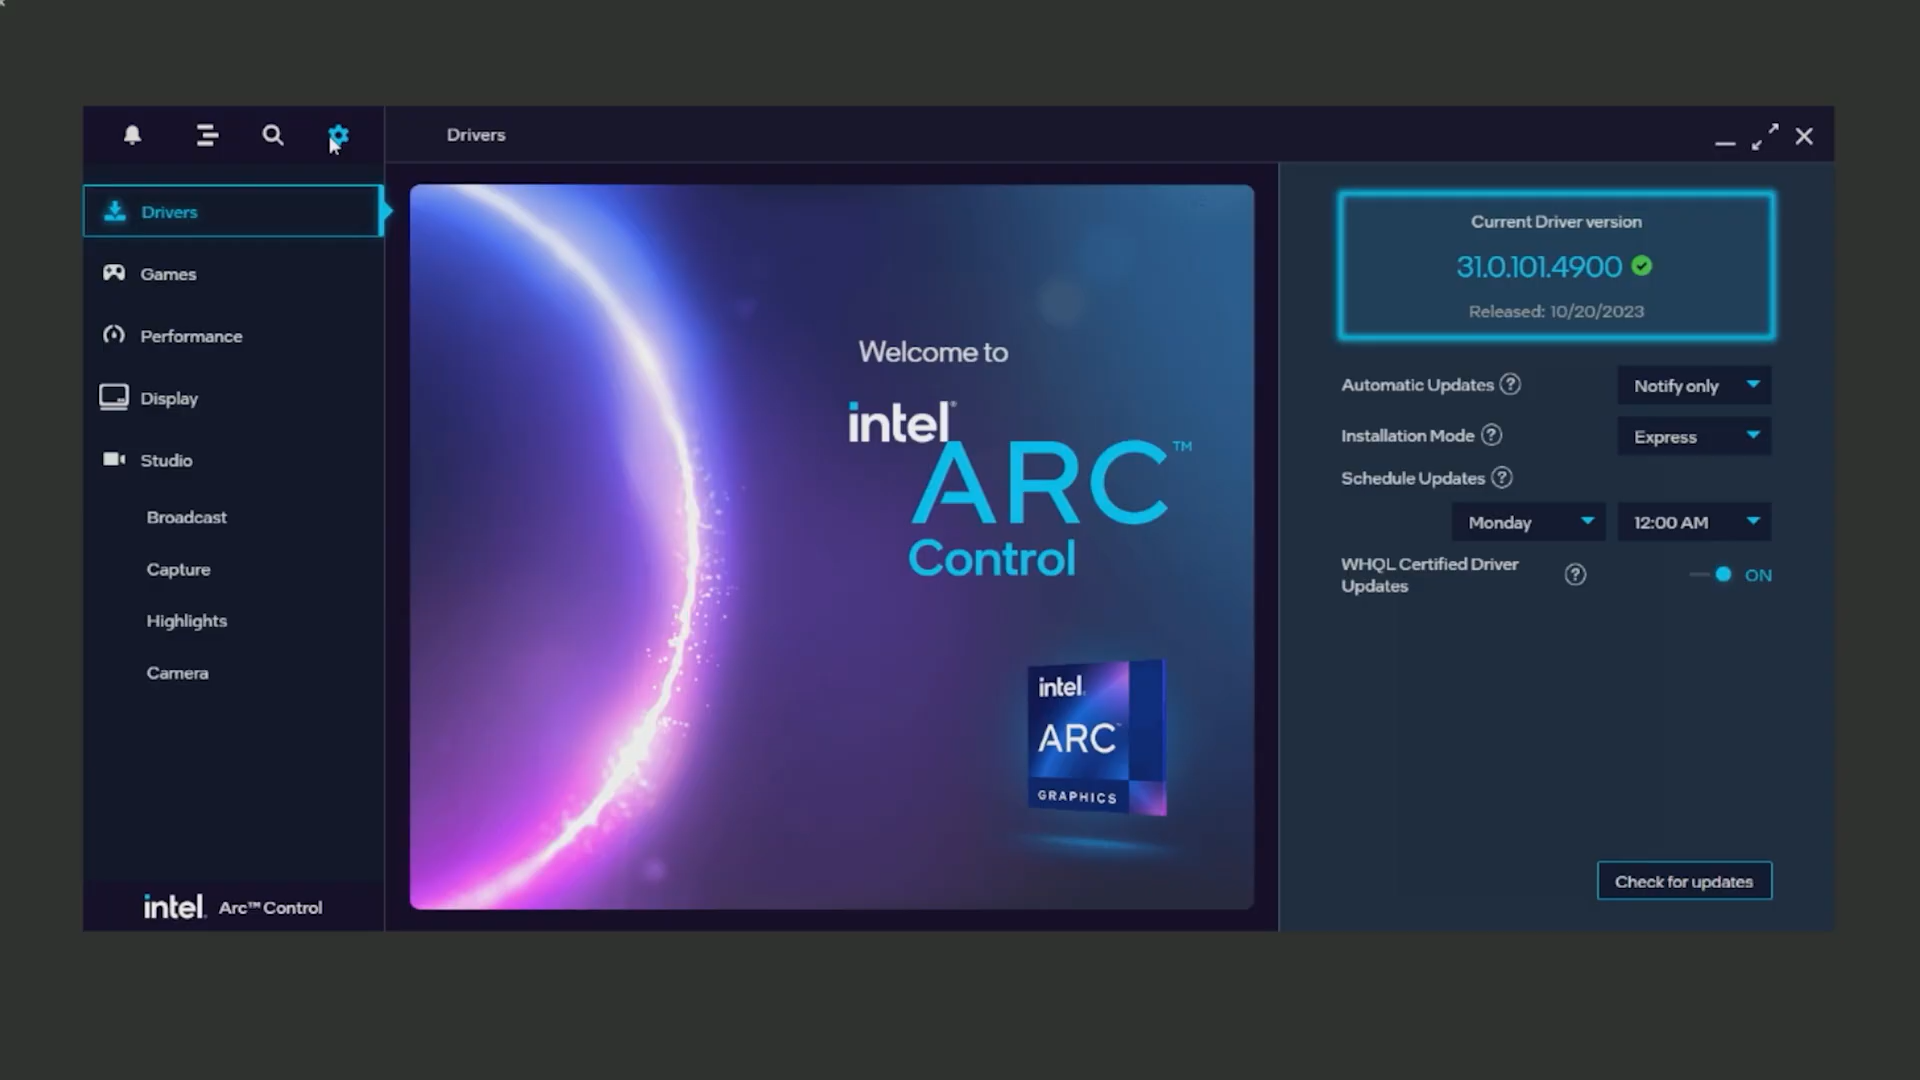 Drivers
Drivers
Games
Performance
Display
Studio
Broadcast
Capture
Highlights
Camera
intel. Arc™ Control
Welcome to
intel®
ARC™
Control
intel.
ARC™
GRAPHICS
Current Driver version
31.0.101.4900
Released: 10/20/2023
Automatic Updates ? Notify only
Installation Mode ? Express
Schedule Updates ?
Monday 12:00 AM
WHQL Certified Driver
Updates ? ON
Check for updates